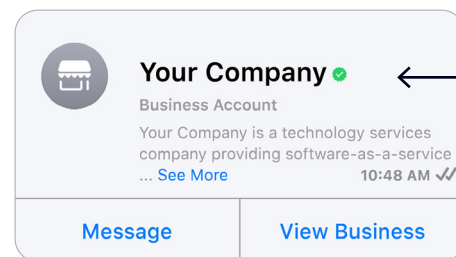 Your Company
Business Account
Your Company is a technology services
company providing software-as-a-service
... See More 10:48 AM
Message View Business